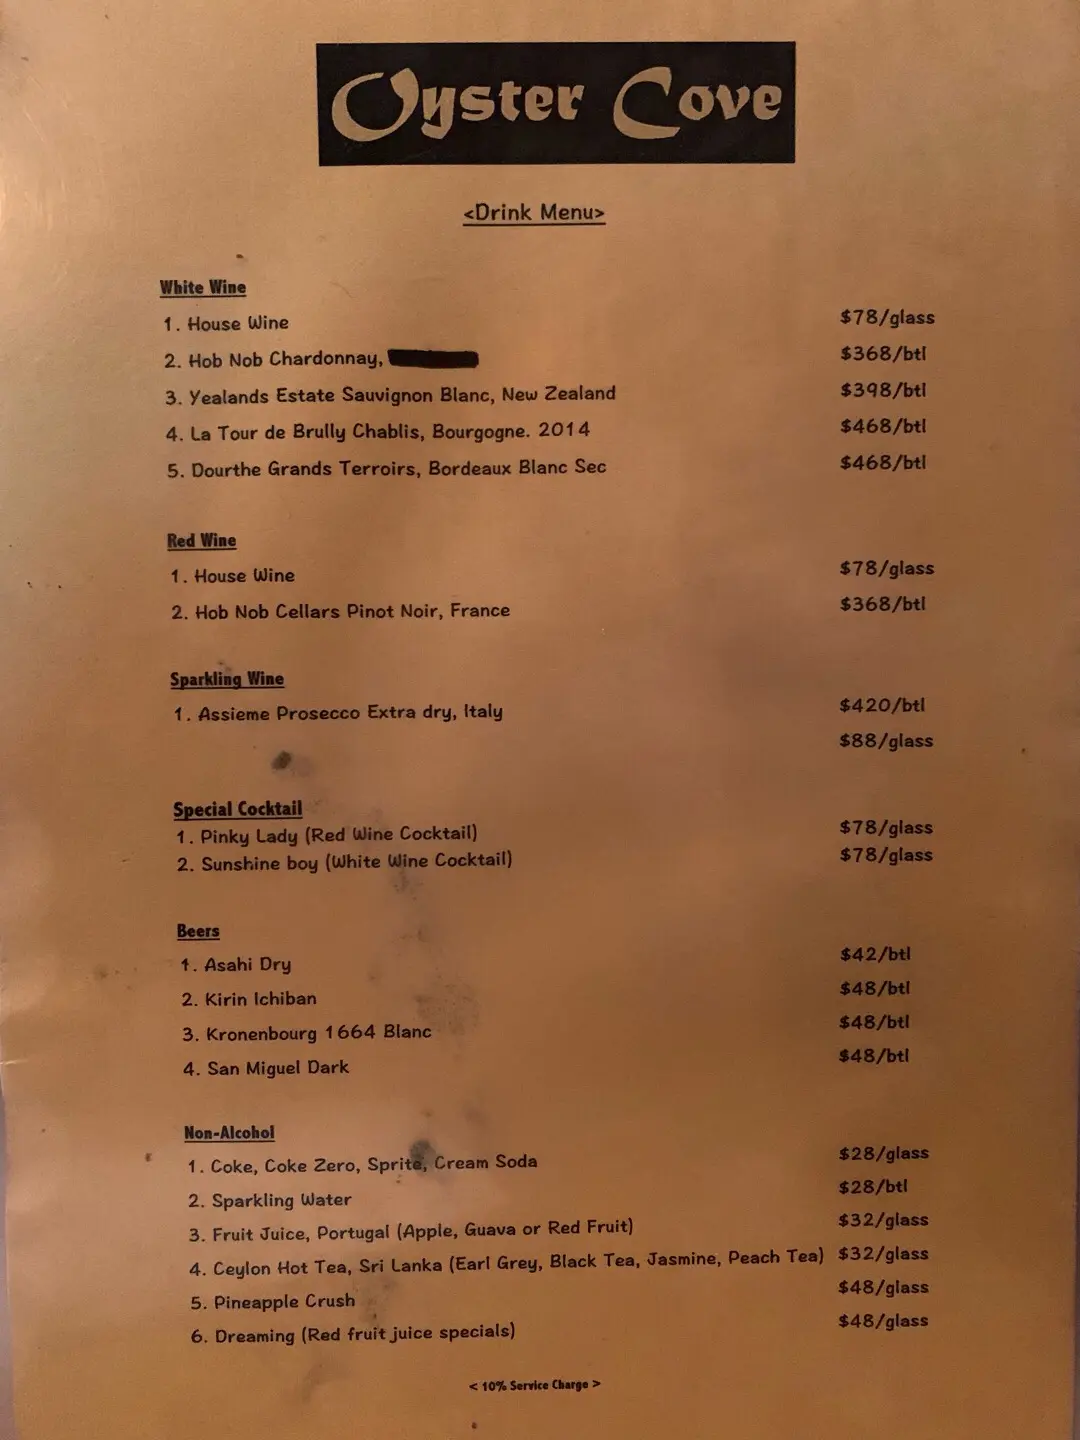 Oyster Cove
<Drink Menu>
White Wine
1. House Wine $78/glass
2. Hob Nob Chardonnay, $368/btl
3. Yealands Estate Sauvignon Blanc, New Zealand $398/btl
4. La Tour de Brully Chablis, Bourgogne. 2014 $468/btl
5. Dourthe Grands Terroirs, Bordeaux Blanc Sec $468/btl
Red Wine
1. House Wine $78/glass
2. Hob Nob Cellars Pinot Noir, France $368/btl
Sparkling Wine
1. Assieme Prosecco Extra dry, Italy $420/btl
$88/glass
Special Cocktail
1. Pinky Lady (Red Wine Cocktail) $78/glass
2. Sunshine boy (White Wine Cocktail) $78/glass
Beers
1. Asahi Dry $42/btl
2. Kirin Ichiban $48/btl
3. Kronenbourg 1664 Blanc $48/btl
4. San Miguel Dark $48/btl
Non-Alcohol
1. Coke, Coke Zero, Sprite, Cream Soda $28/glass
2. Sparkling Water $28/btl
3. Fruit Juice, Portugal (Apple, Guava or Red Fruit) $32/glass
4. Ceylon Hot Tea, Sri Lanka (Earl Grey, Black Tea, Jasmine, Peach Tea) $32/glass
5. Pineapple Crush $48/glass
6. Dreaming (Red fruit juice specials) $48/glass
< 10% Service Charge >